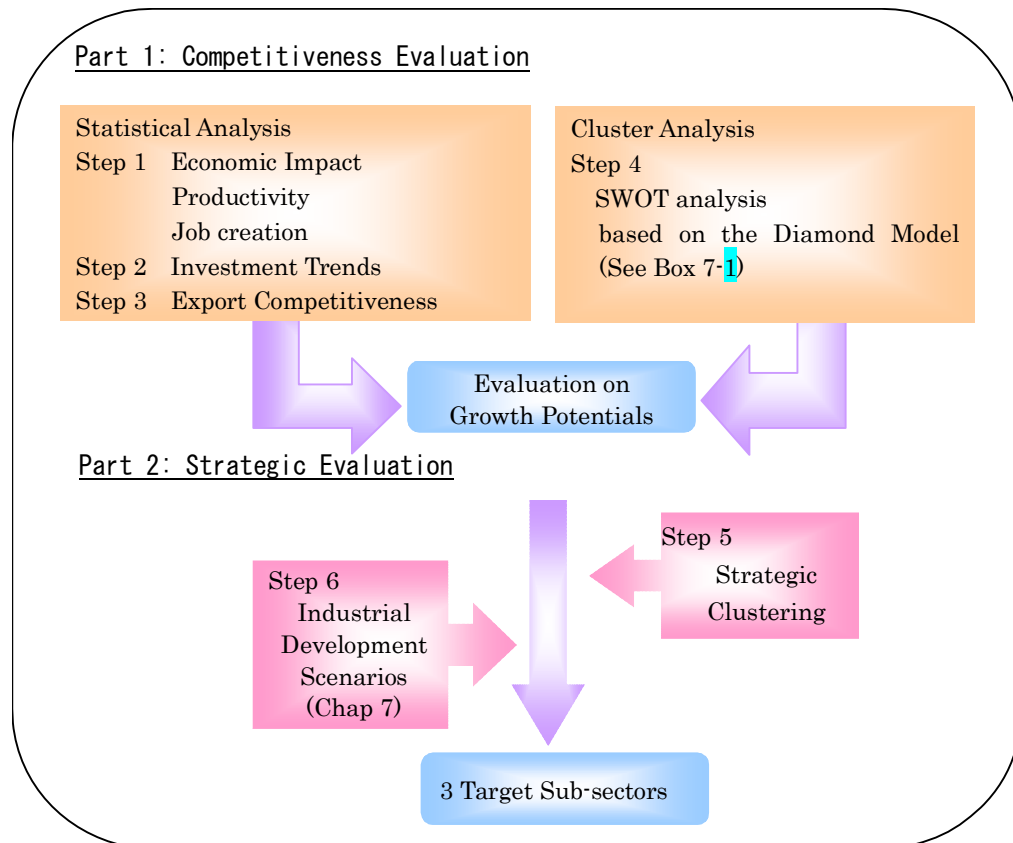 Part 1: Competitiveness Evaluation
Statistical Analysis
Step 1 Economic Impact
Productivity
Job creation
Step 2 Investment Trends
Step 3 Export Competitiveness
Cluster Analysis
Step 4
SWOT analysis
based on the Diamond Model
(See Box 7-1)
Evaluation on
Growth Potentials
Part 2: Strategic Evaluation
Step 5
Strategic
Clustering
Step 6
Industrial
Development
Scenarios
(Chap 7)
3 Target Sub-sectors